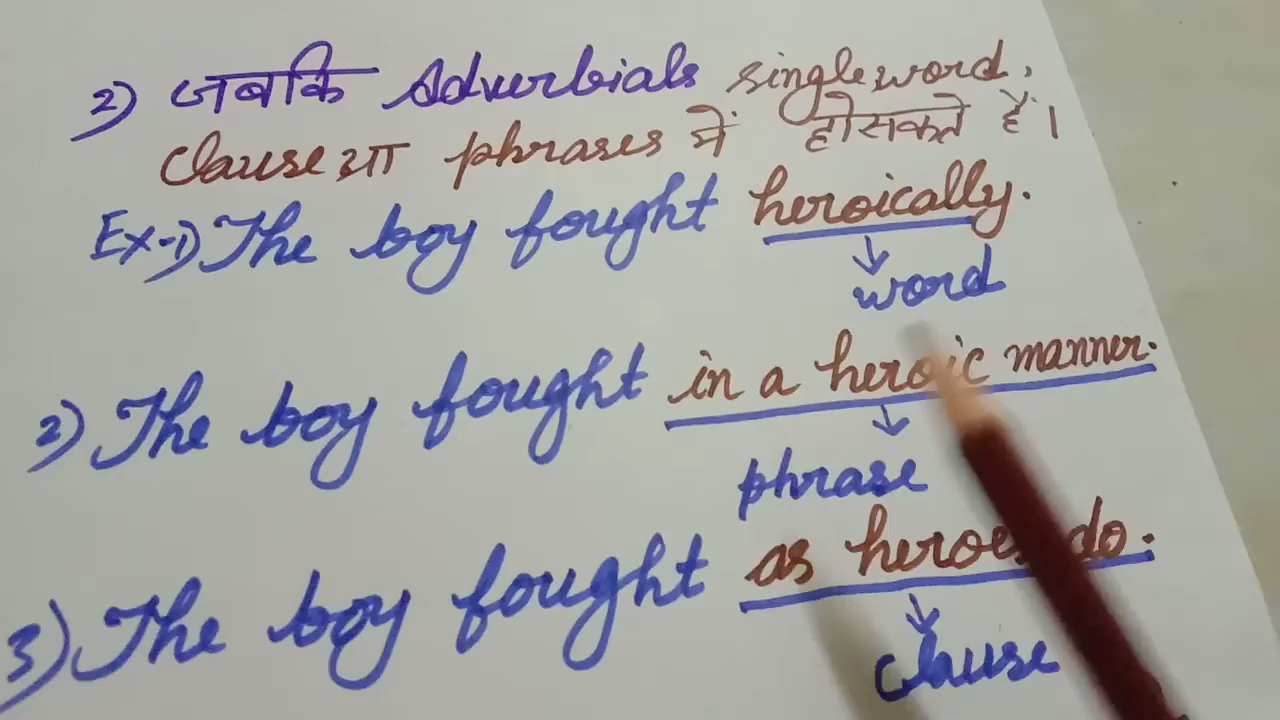 2) जबकि Adverbials single word,
Clause या phrases में हो सकते हैं।
Ex-1) The boy fought heroically.
word
2) The boy fought in a heroic manner.
phrase
3) The boy fought as heroes do.
Clause